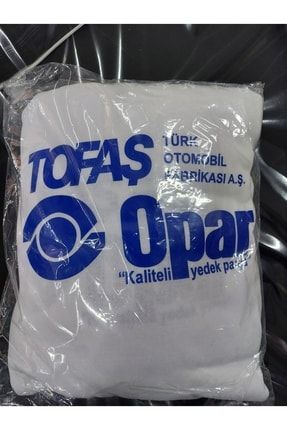 TOFAŞ
TÜRK
OTOMOBİL
FABRİKASI A.Ş.
Opar
"Kaliteli yedek parça"